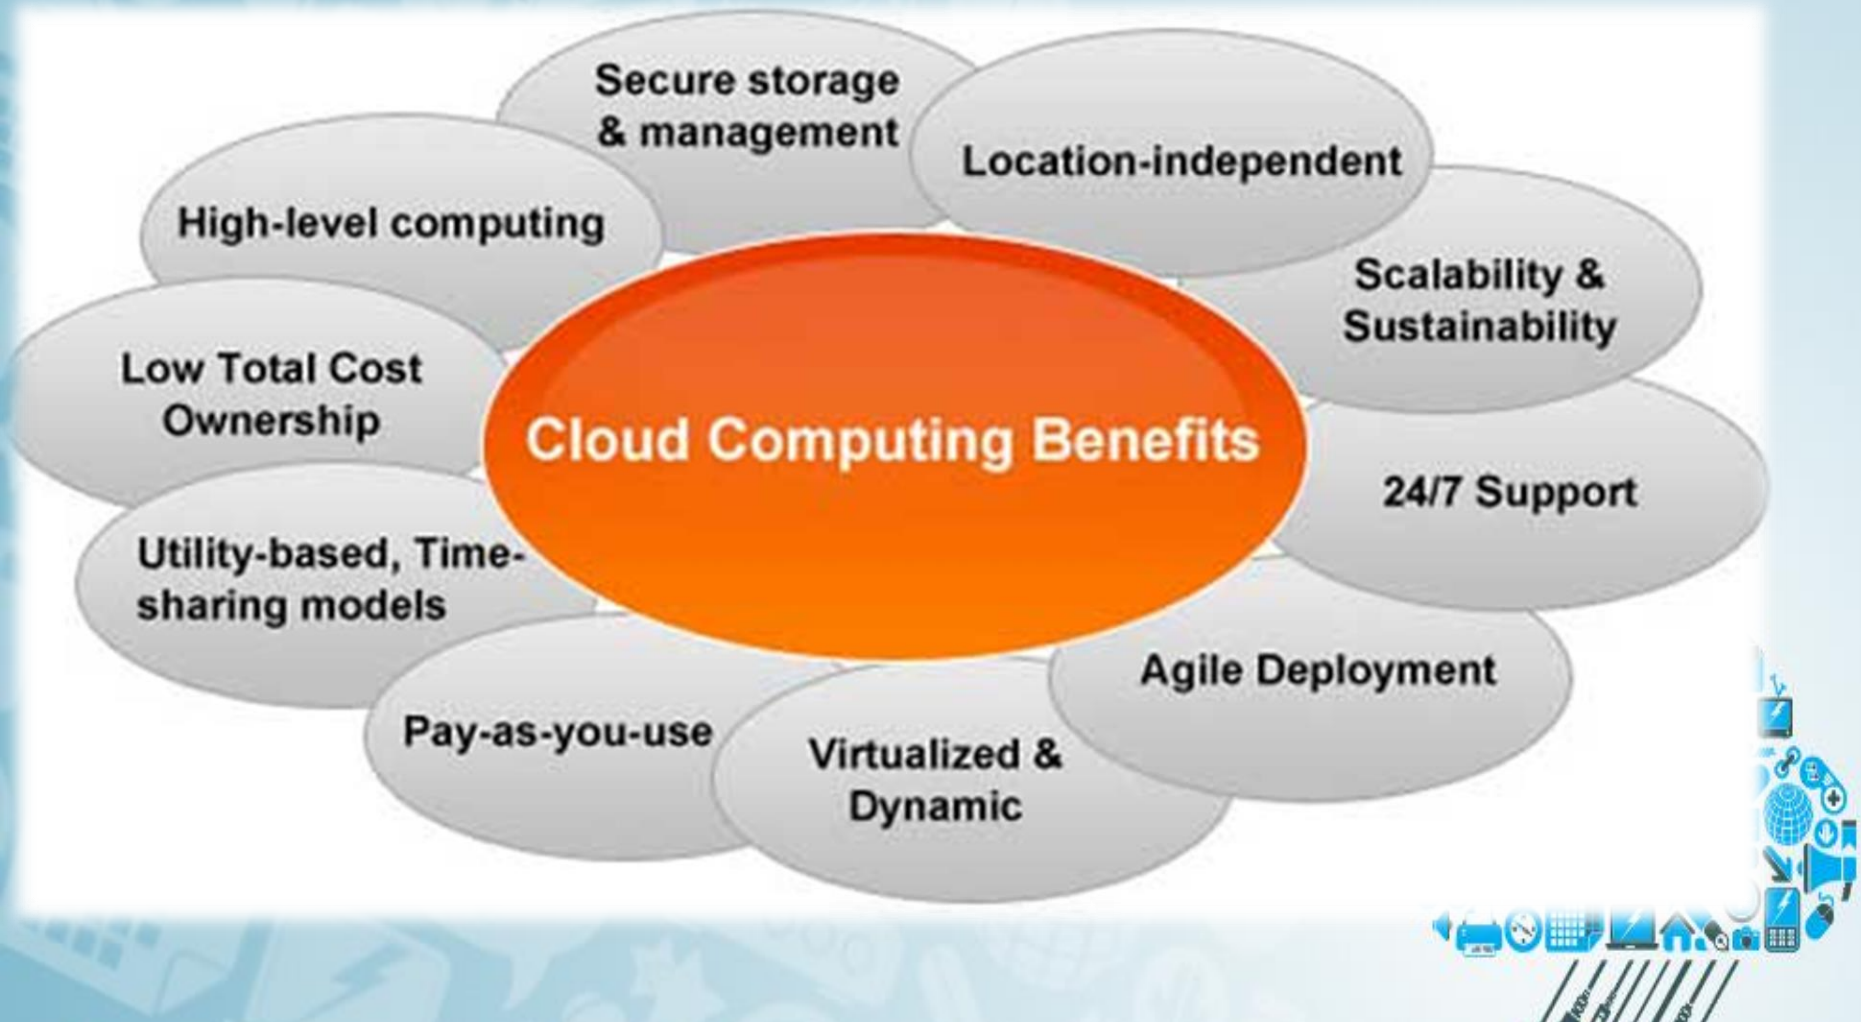 Secure storage
& management
Location-independent
High-level computing
Scalability &
Sustainability
Low Total Cost
Ownership
Cloud Computing Benefits
24/7 Support
Utility-based, Time-
sharing models
Agile Deployment
Pay-as-you-use
Virtualized &
Dynamic